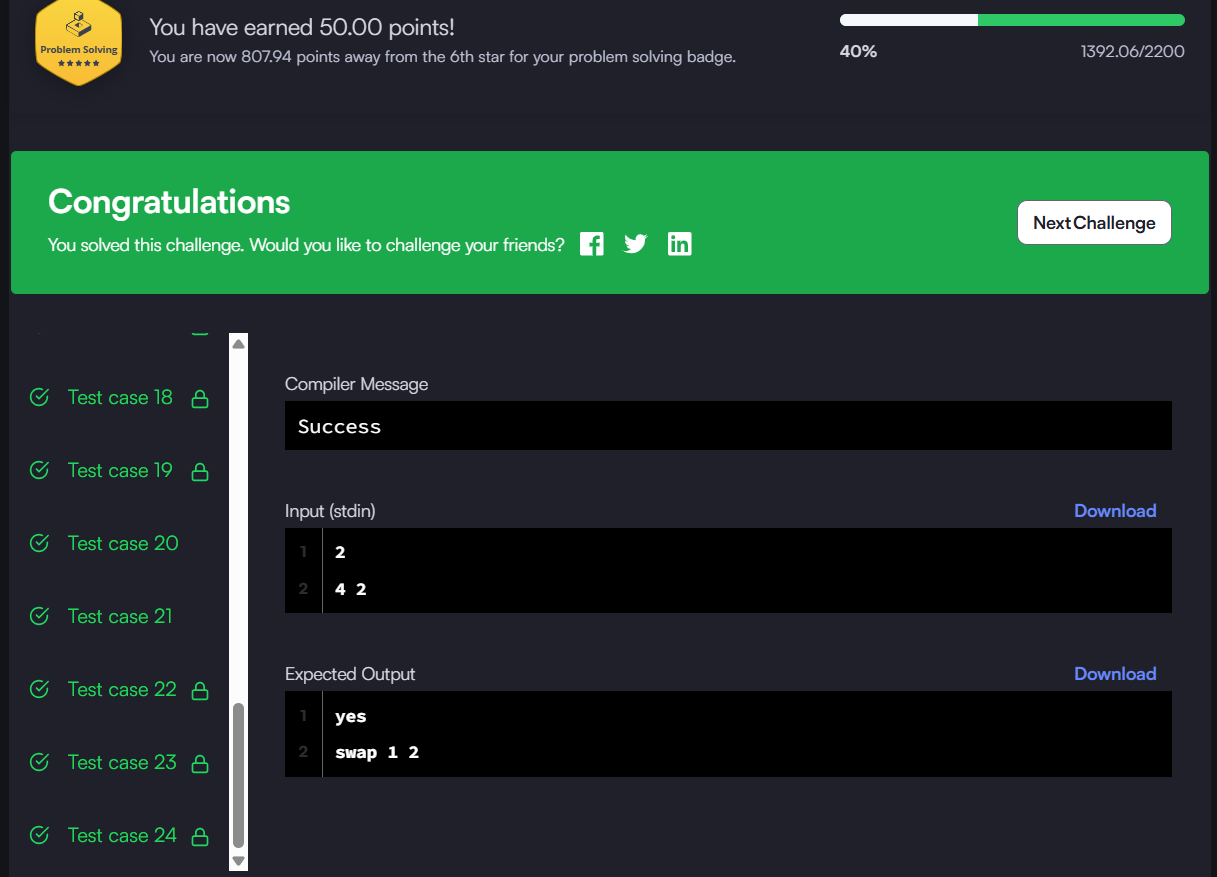 Problem Solving
★★★★★
You have earned 50.00 points!
You are now 807.94 points away from the 6th star for your problem solving badge.
40% 1392.06/2200
Congratulations
You solved this challenge. Would you like to challenge your friends?
Next Challenge
Test case 18
Test case 19
Test case 20
Test case 21
Test case 22
Test case 23
Test case 24
Compiler Message
Success
Input (stdin) Download
1 2
2 4 2
Expected Output Download
1 yes
2 swap 1 2